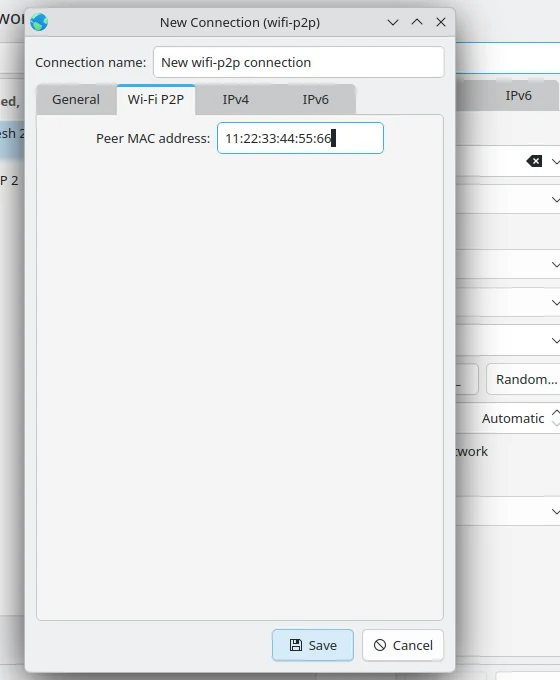 New Connection (wifi-p2p)
Connection name: New wifi-p2p connection
General Wi-Fi P2P IPv4 IPv6
Peer MAC address: 11:22:33:44:55:66
Save Cancel
IPv6
P 2
Random...
Automatic